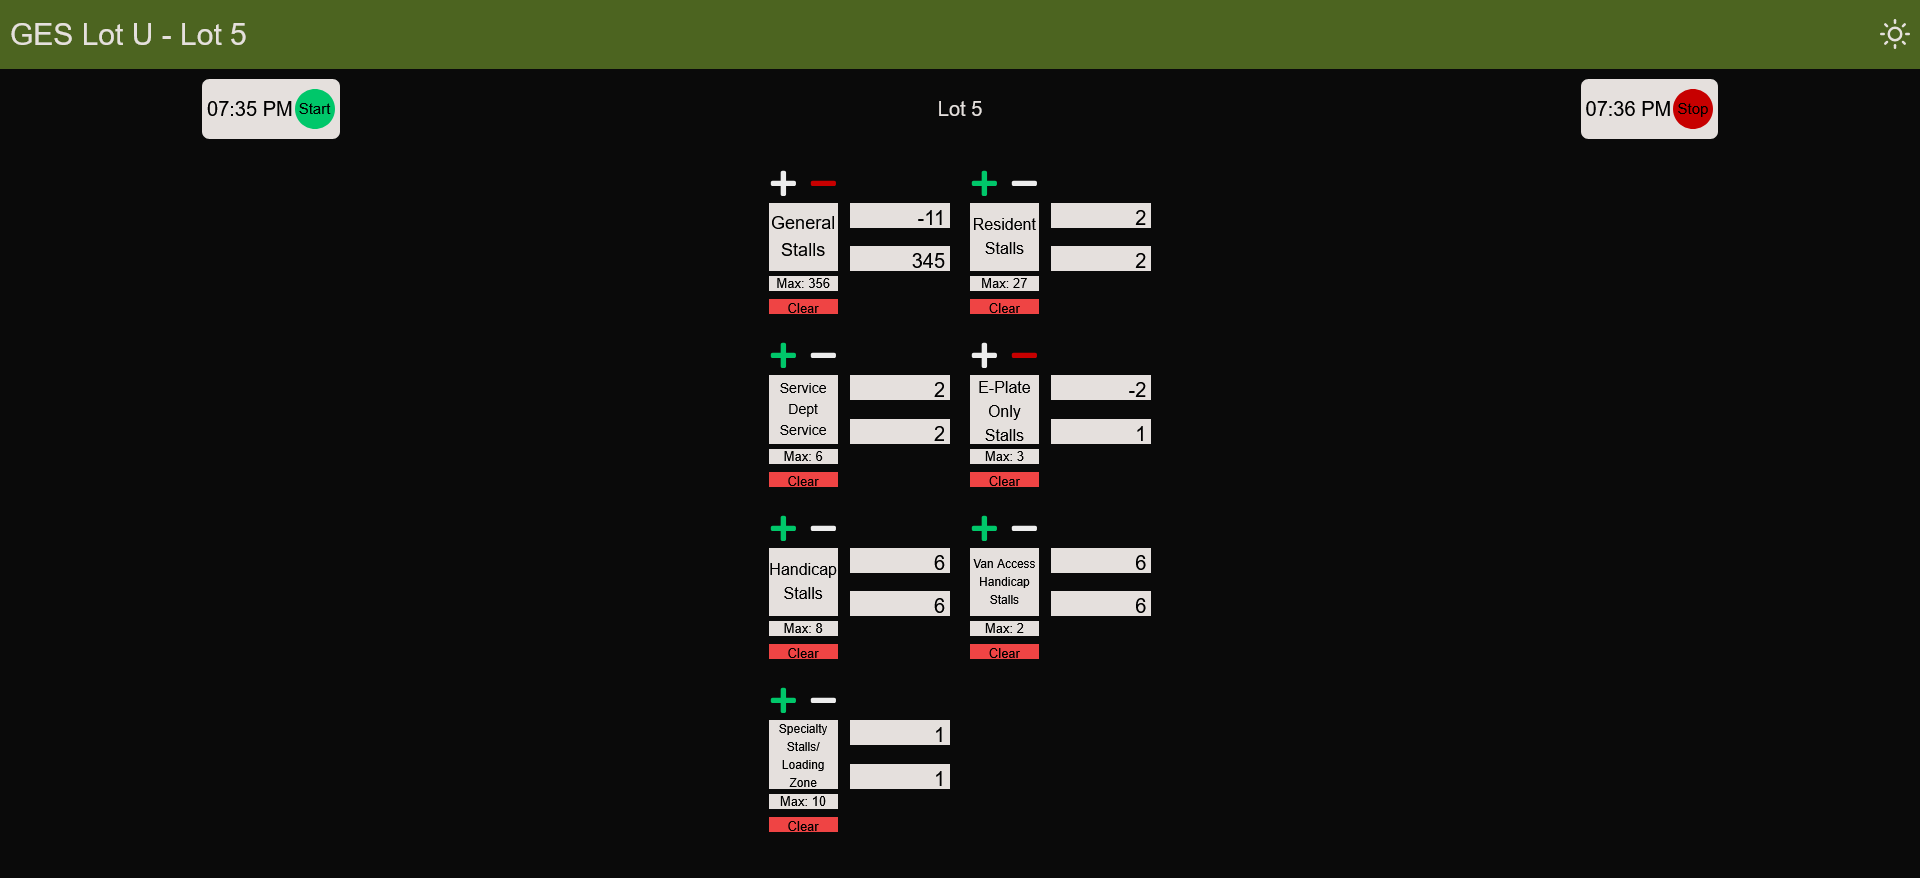 GES Lot U - Lot 5
07:35 PM Start
Lot 5
07:36 PM Stop
General
Stalls
-11
345
Max: 356
Clear
Resident
Stalls
2
2
Max: 27
Clear
Service
Dept
Service
2
2
Max: 6
Clear
E-Plate
Only
Stalls
-2
1
Max: 3
Clear
Handicap
Stalls
6
6
Max: 8
Clear
Van Access
Handicap
Stalls
6
6
Max: 2
Clear
Specialty
Stalls/
Loading
Zone
1
1
Max: 10
Clear